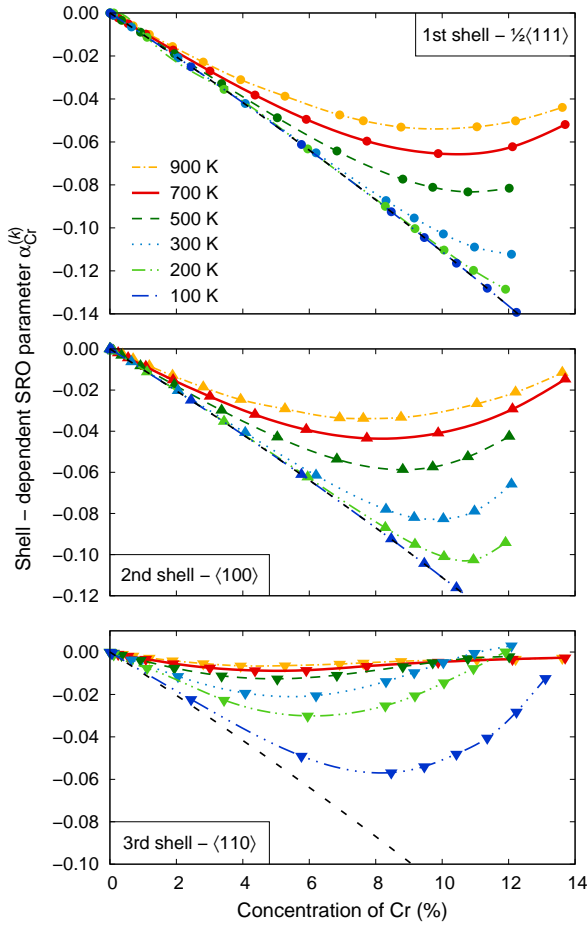 0.00
−0.02
−0.04
−0.06
−0.08
−0.10
−0.12
−0.14
1st shell − ½⟨111⟩
900 K
700 K
500 K
300 K
200 K
100 K
0.00
−0.02
−0.04
−0.06
−0.08
−0.10
−0.12
2nd shell − ⟨100⟩
Shell − dependent SRO parameter α_Cr^(k)
0.00
−0.02
−0.04
−0.06
−0.08
−0.10
3rd shell − ⟨110⟩
0 2 4 6 8 10 12 14
Concentration of Cr (%)